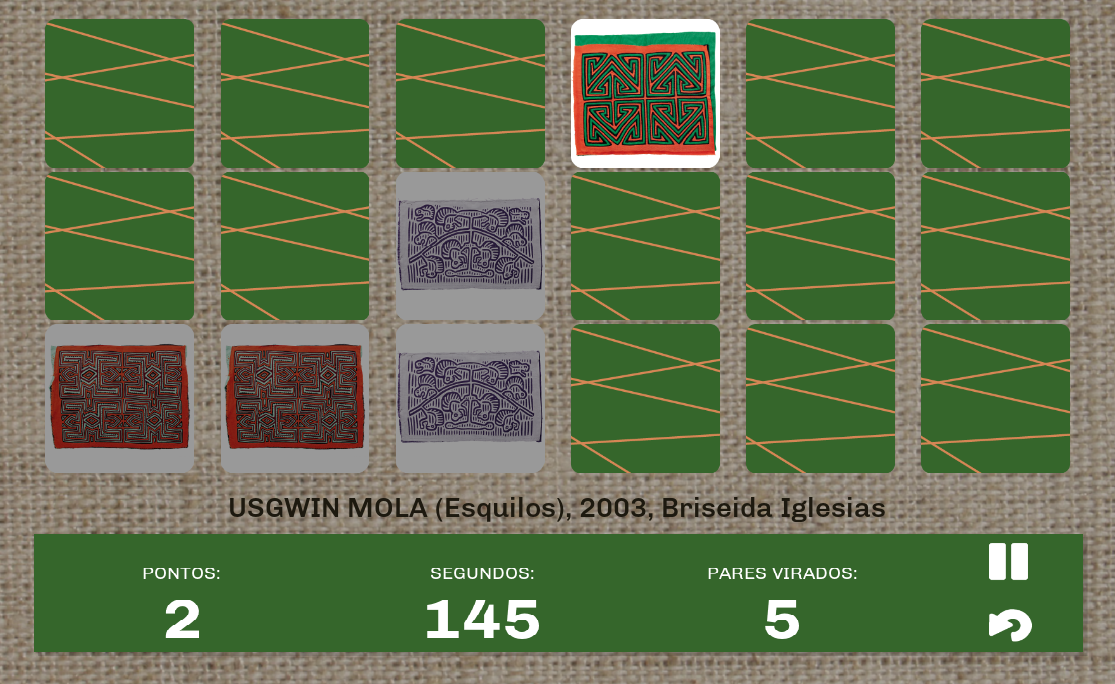 USGWIN MOLA (Esquilos), 2003, Briseida Iglesias
PONTOS: SEGUNDOS: PARES VIRADOS:
2 145 5